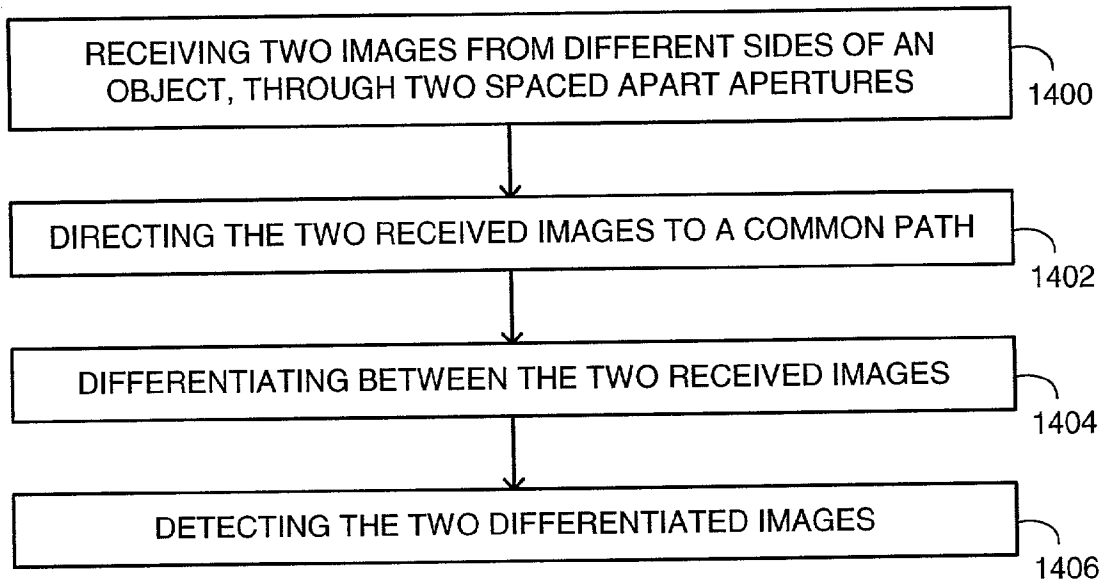 RECEIVING TWO IMAGES FROM DIFFERENT SIDES OF AN
OBJECT, THROUGH TWO SPACED APART APERTURES
1400
DIRECTING THE TWO RECEIVED IMAGES TO A COMMON PATH
1402
DIFFERENTIATING BETWEEN THE TWO RECEIVED IMAGES
1404
DETECTING THE TWO DIFFERENTIATED IMAGES
1406